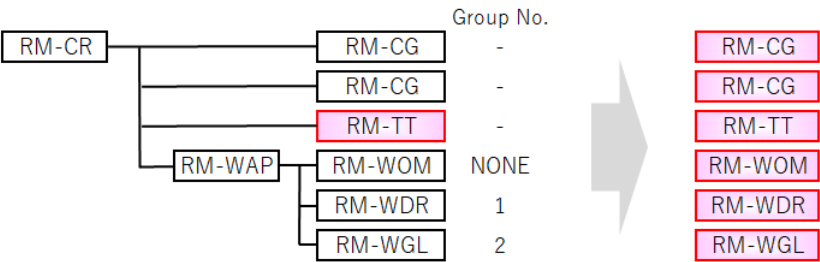 Group No.
RM-CR RM-CG - RM-CG
RM-CG - RM-CG
RM-TT - RM-TT
RM-WAP RM-WOM NONE RM-WOM
RM-WDR 1 RM-WDR
RM-WGL 2 RM-WGL